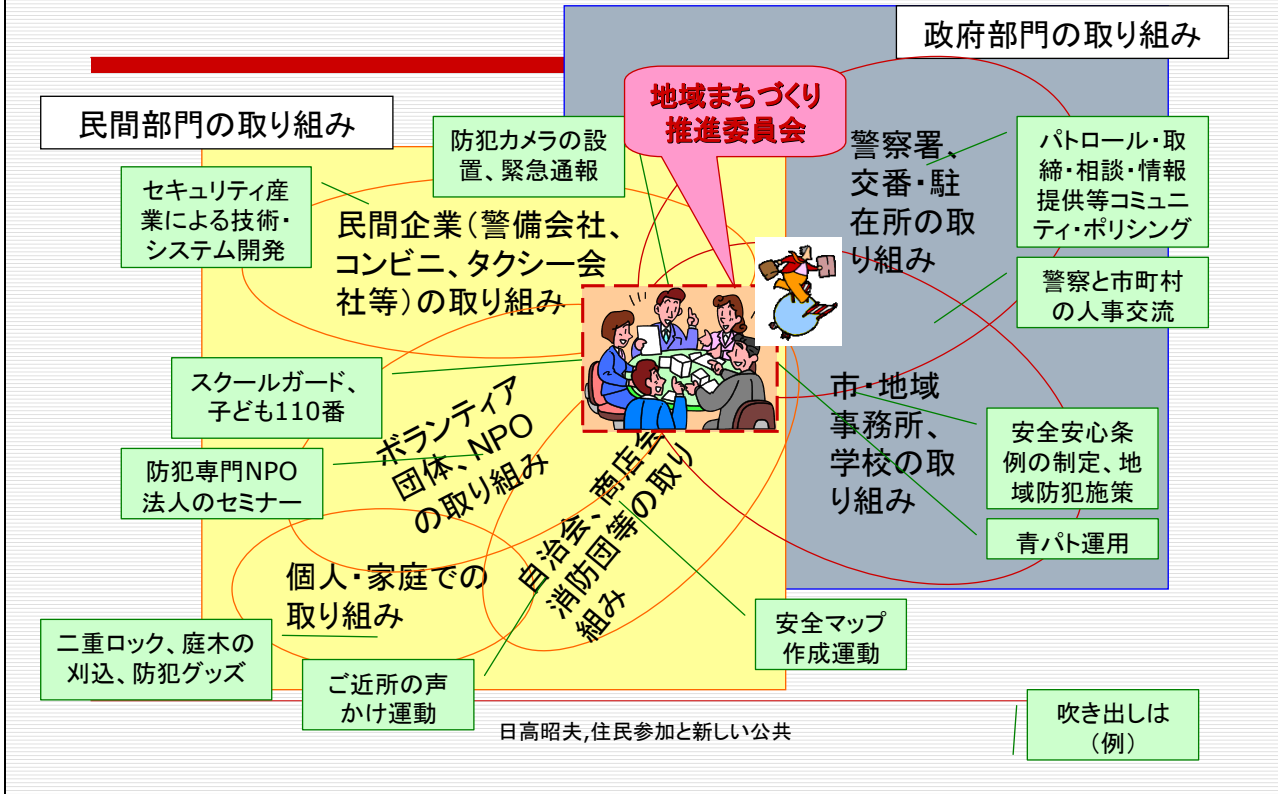 政府部門の取り組み
民間部門の取り組み
地域まちづくり
推進委員会
防犯カメラの設
置、緊急通報
セキュリティ産
業による技術・
システム開発
民間企業(警備会社、
コンビニ、タクシー会
社等)の取り組み
警察署、
交番・駐
在所の取
り組み
パトロール・取
締・相談・情報
提供等コミュニ
ティ・ポリシング
警察と市町村
の人事交流
スクールガード、
子ども110番
ボランティア
団体、NPO
の取り組み
防犯専門NPO
法人のセミナー
自治会、商店会、
消防団等の取り
組み
市・地域
事務所、
学校の取
り組み
安全安心条
例の制定、地
域防犯施策
青パト運用
個人・家庭での
取り組み
二重ロック、庭木の
刈込、防犯グッズ
ご近所の声
かけ運動
安全マップ
作成運動
日高昭夫,住民参加と新しい公共
吹き出しは
(例)